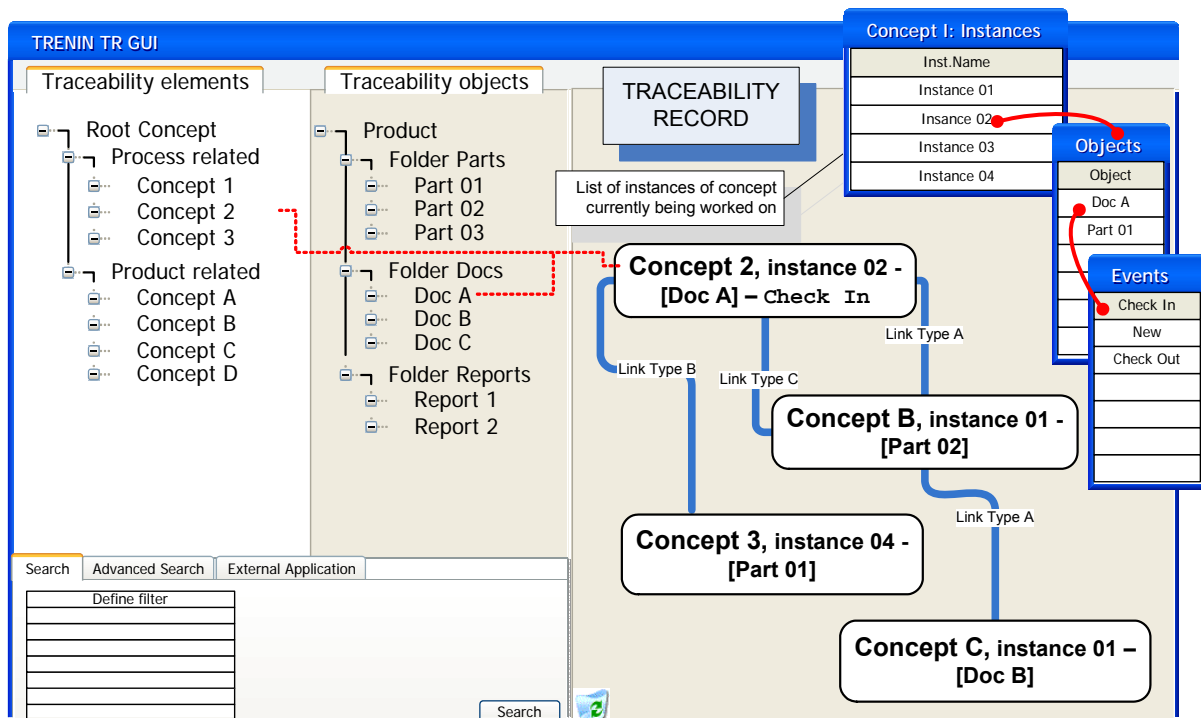 TRENIN TR GUI
Traceability elements
Root Concept
Process related
Concept 1
Concept 2
Concept 3
Product related
Concept A
Concept B
Concept C
Concept D
Traceability objects
Product
Folder Parts
Part 01
Part 02
Part 03
Folder Docs
Doc A
Doc B
Doc C
Folder Reports
Report 1
Report 2
TRACEABILITY
RECORD
List of instances of concept
currently being worked on
Concept I: Instances
Inst.Name
Instance 01
Insance 02
Instance 03
Instance 04
Objects
Object
Doc A
Part 01
Events
Check In
New
Check Out
Concept 2, instance 02 -
[Doc A] – Check In
Link Type A
Link Type B
Link Type C
Concept B, instance 01 -
[Part 02]
Link Type A
Concept 3, instance 04 -
[Part 01]
Concept C, instance 01 –
[Doc B]
Search
Advanced Search
External Application
Define filter
Search